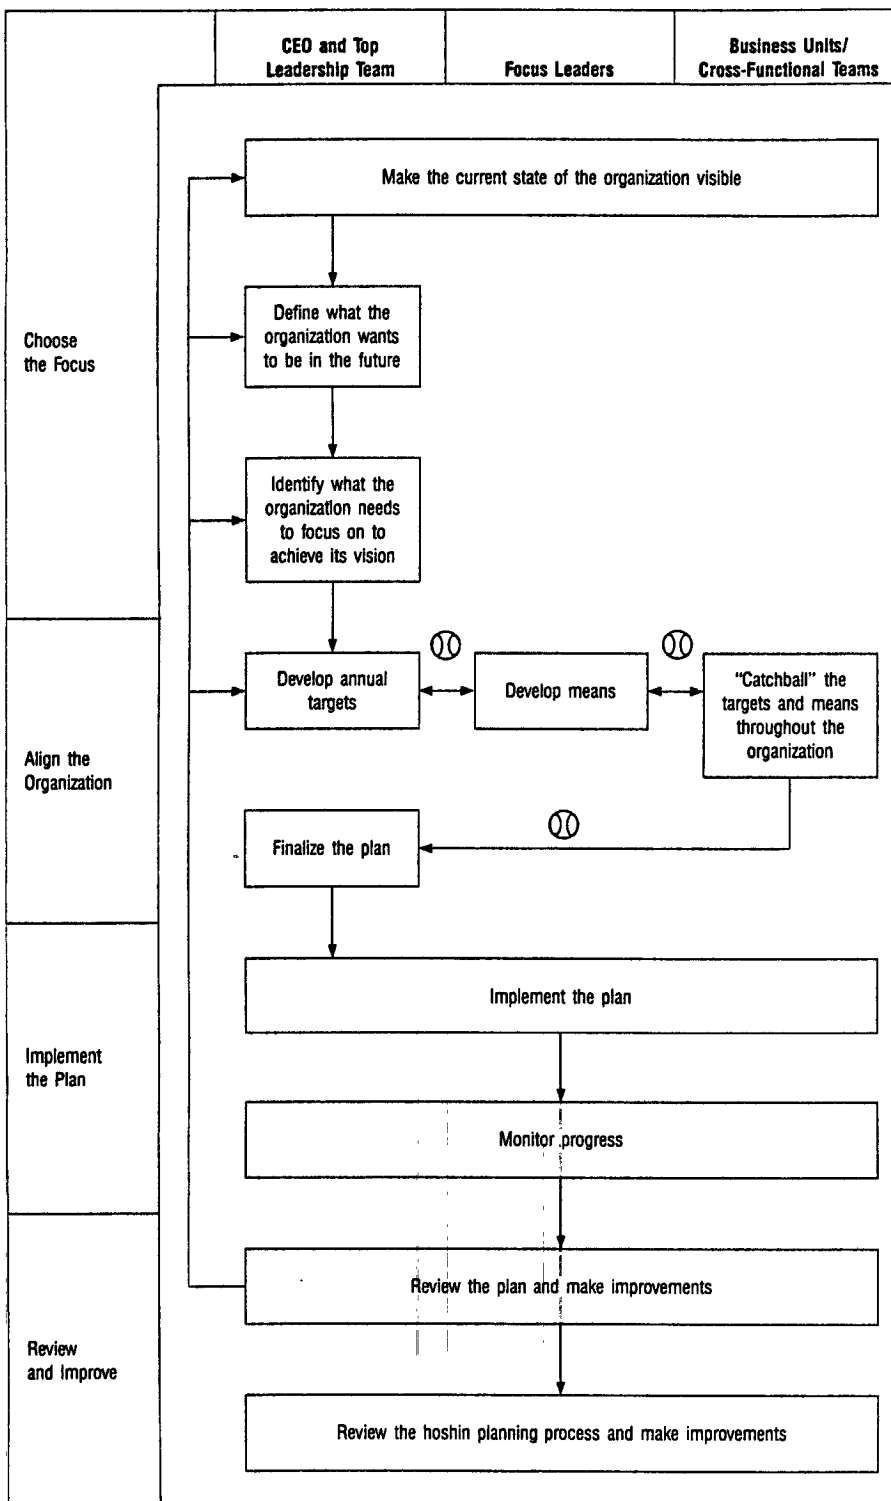 CEO and Top
Leadership Team
Focus Leaders
Business Units/
Cross-Functional Teams
Choose
the Focus
Make the current state of the organization visible
Define what the
organization wants
to be in the future
Identify what the
organization needs
to focus on to
achieve its vision
Align the
Organization
Develop annual
targets
Develop means
"Catchball" the
targets and means
throughout the
organization
Finalize the plan
Implement
the Plan
Implement the plan
Monitor progress
Review
and Improve
Review the plan and make improvements
Review the hoshin planning process and make improvements